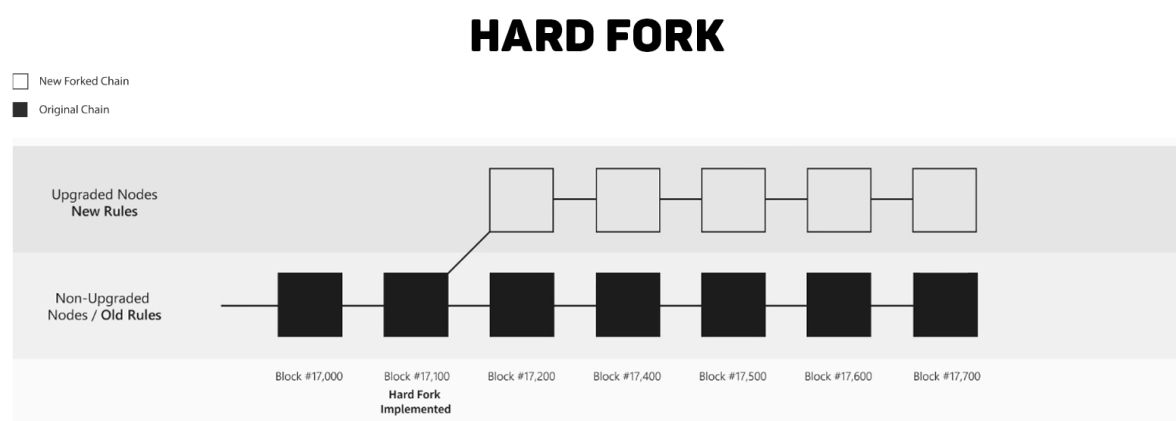 HARD FORK
New Forked Chain
Original Chain
Upgraded Nodes
New Rules
Non-Upgraded
Nodes / Old Rules
Block #17,000
Block #17,100
Block #17,200
Block #17,400
Block #17,500
Block #17,600
Block #17,700
Hard Fork
Implemented